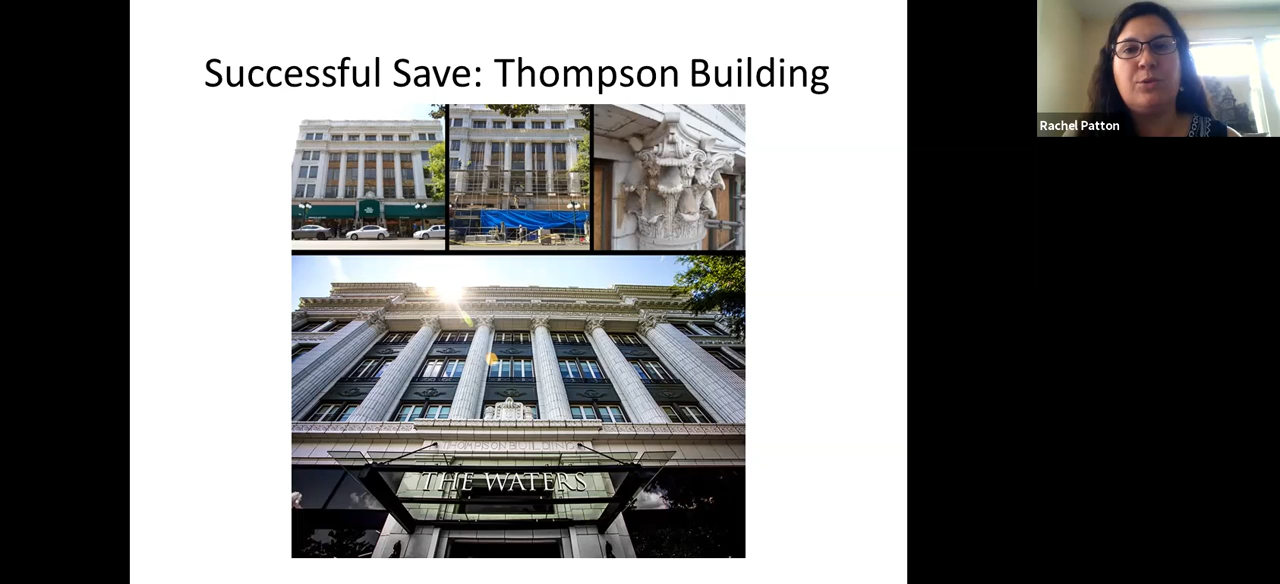 Successful Save: Thompson Building
Rachel Patton
THOMPSON BUILDING
THE WATERS